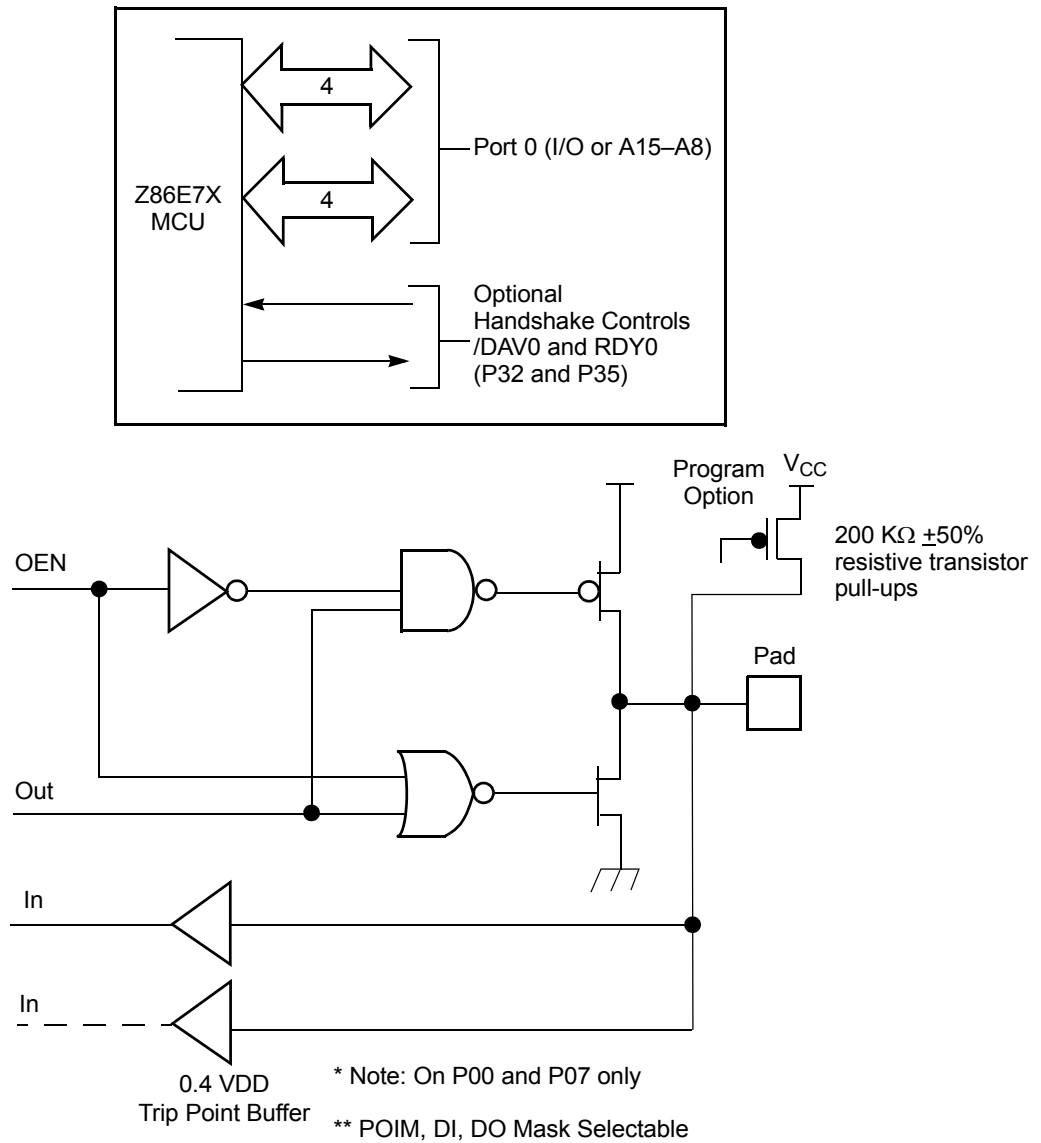 4
Port 0 (I/O or A15–A8)
Z86E7X
MCU
4
Optional
Handshake Controls
/DAV0 and RDY0
(P32 and P35)
Program
Option
VCC
200 KΩ ±50%
resistive transistor
pull-ups
OEN
Pad
Out
In
In
0.4 VDD
Trip Point Buffer
* Note: On P00 and P07 only
** POIM, DI, DO Mask Selectable